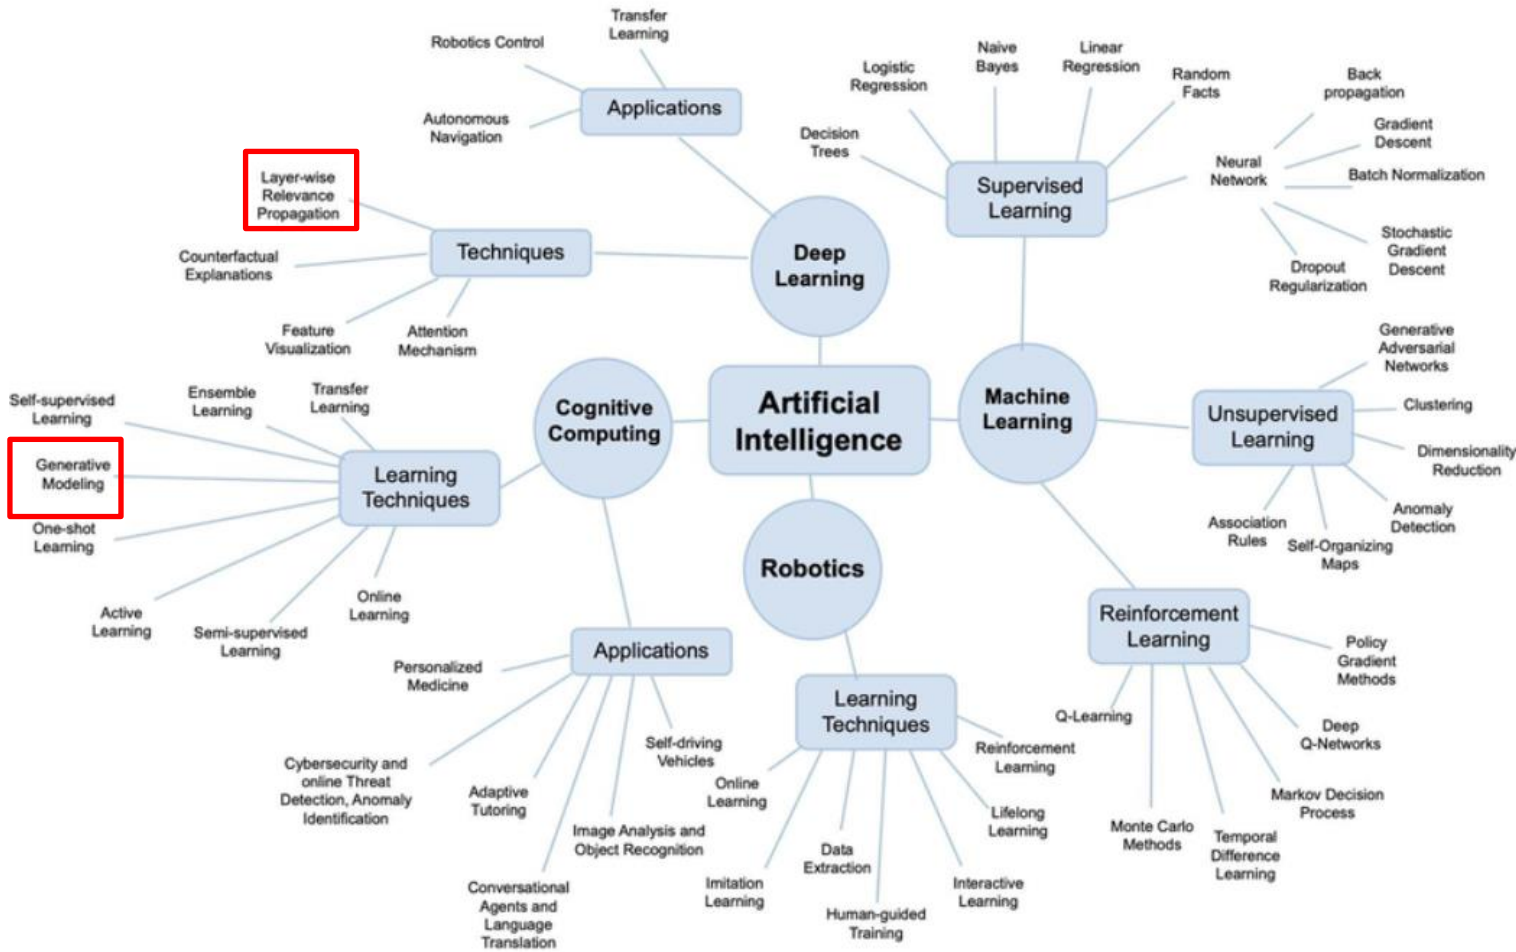 Transfer
Learning
Robotics Control
Applications
Autonomous
Navigation
Layer-wise
Relevance
Propagation
Techniques
Counterfactual
Explanations
Feature
Visualization
Attention
Mechanism
Deep
Learning
Naive
Bayes
Linear
Regression
Logistic
Regression
Random
Facts
Decision
Trees
Supervised
Learning
Neural
Network
Back
propagation
Gradient
Descent
Batch Normalization
Stochastic
Gradient
Descent
Dropout
Regularization
Artificial
Intelligence
Cognitive
Computing
Machine
Learning
Robotics
Self-supervised
Learning
Ensemble
Learning
Transfer
Learning
Generative
Modeling
Learning
Techniques
One-shot
Learning
Active
Learning
Semi-supervised
Learning
Online
Learning
Generative
Adversarial
Networks
Unsupervised
Learning
Clustering
Dimensionality
Reduction
Anomaly
Detection
Association
Rules
Self-Organizing
Maps
Reinforcement
Learning
Policy
Gradient
Methods
Q-Learning
Deep
Q-Networks
Markov Decision
Process
Monte Carlo
Methods
Temporal
Difference
Learning
Applications
Personalized
Medicine
Cybersecurity and
online Threat
Detection, Anomaly
Identification
Adaptive
Tutoring
Self-driving
Vehicles
Image Analysis and
Object Recognition
Conversational
Agents and
Language
Translation
Learning
Techniques
Reinforcement
Learning
Online
Learning
Lifelong
Learning
Data
Extraction
Imitation
Learning
Interactive
Learning
Human-guided
Training